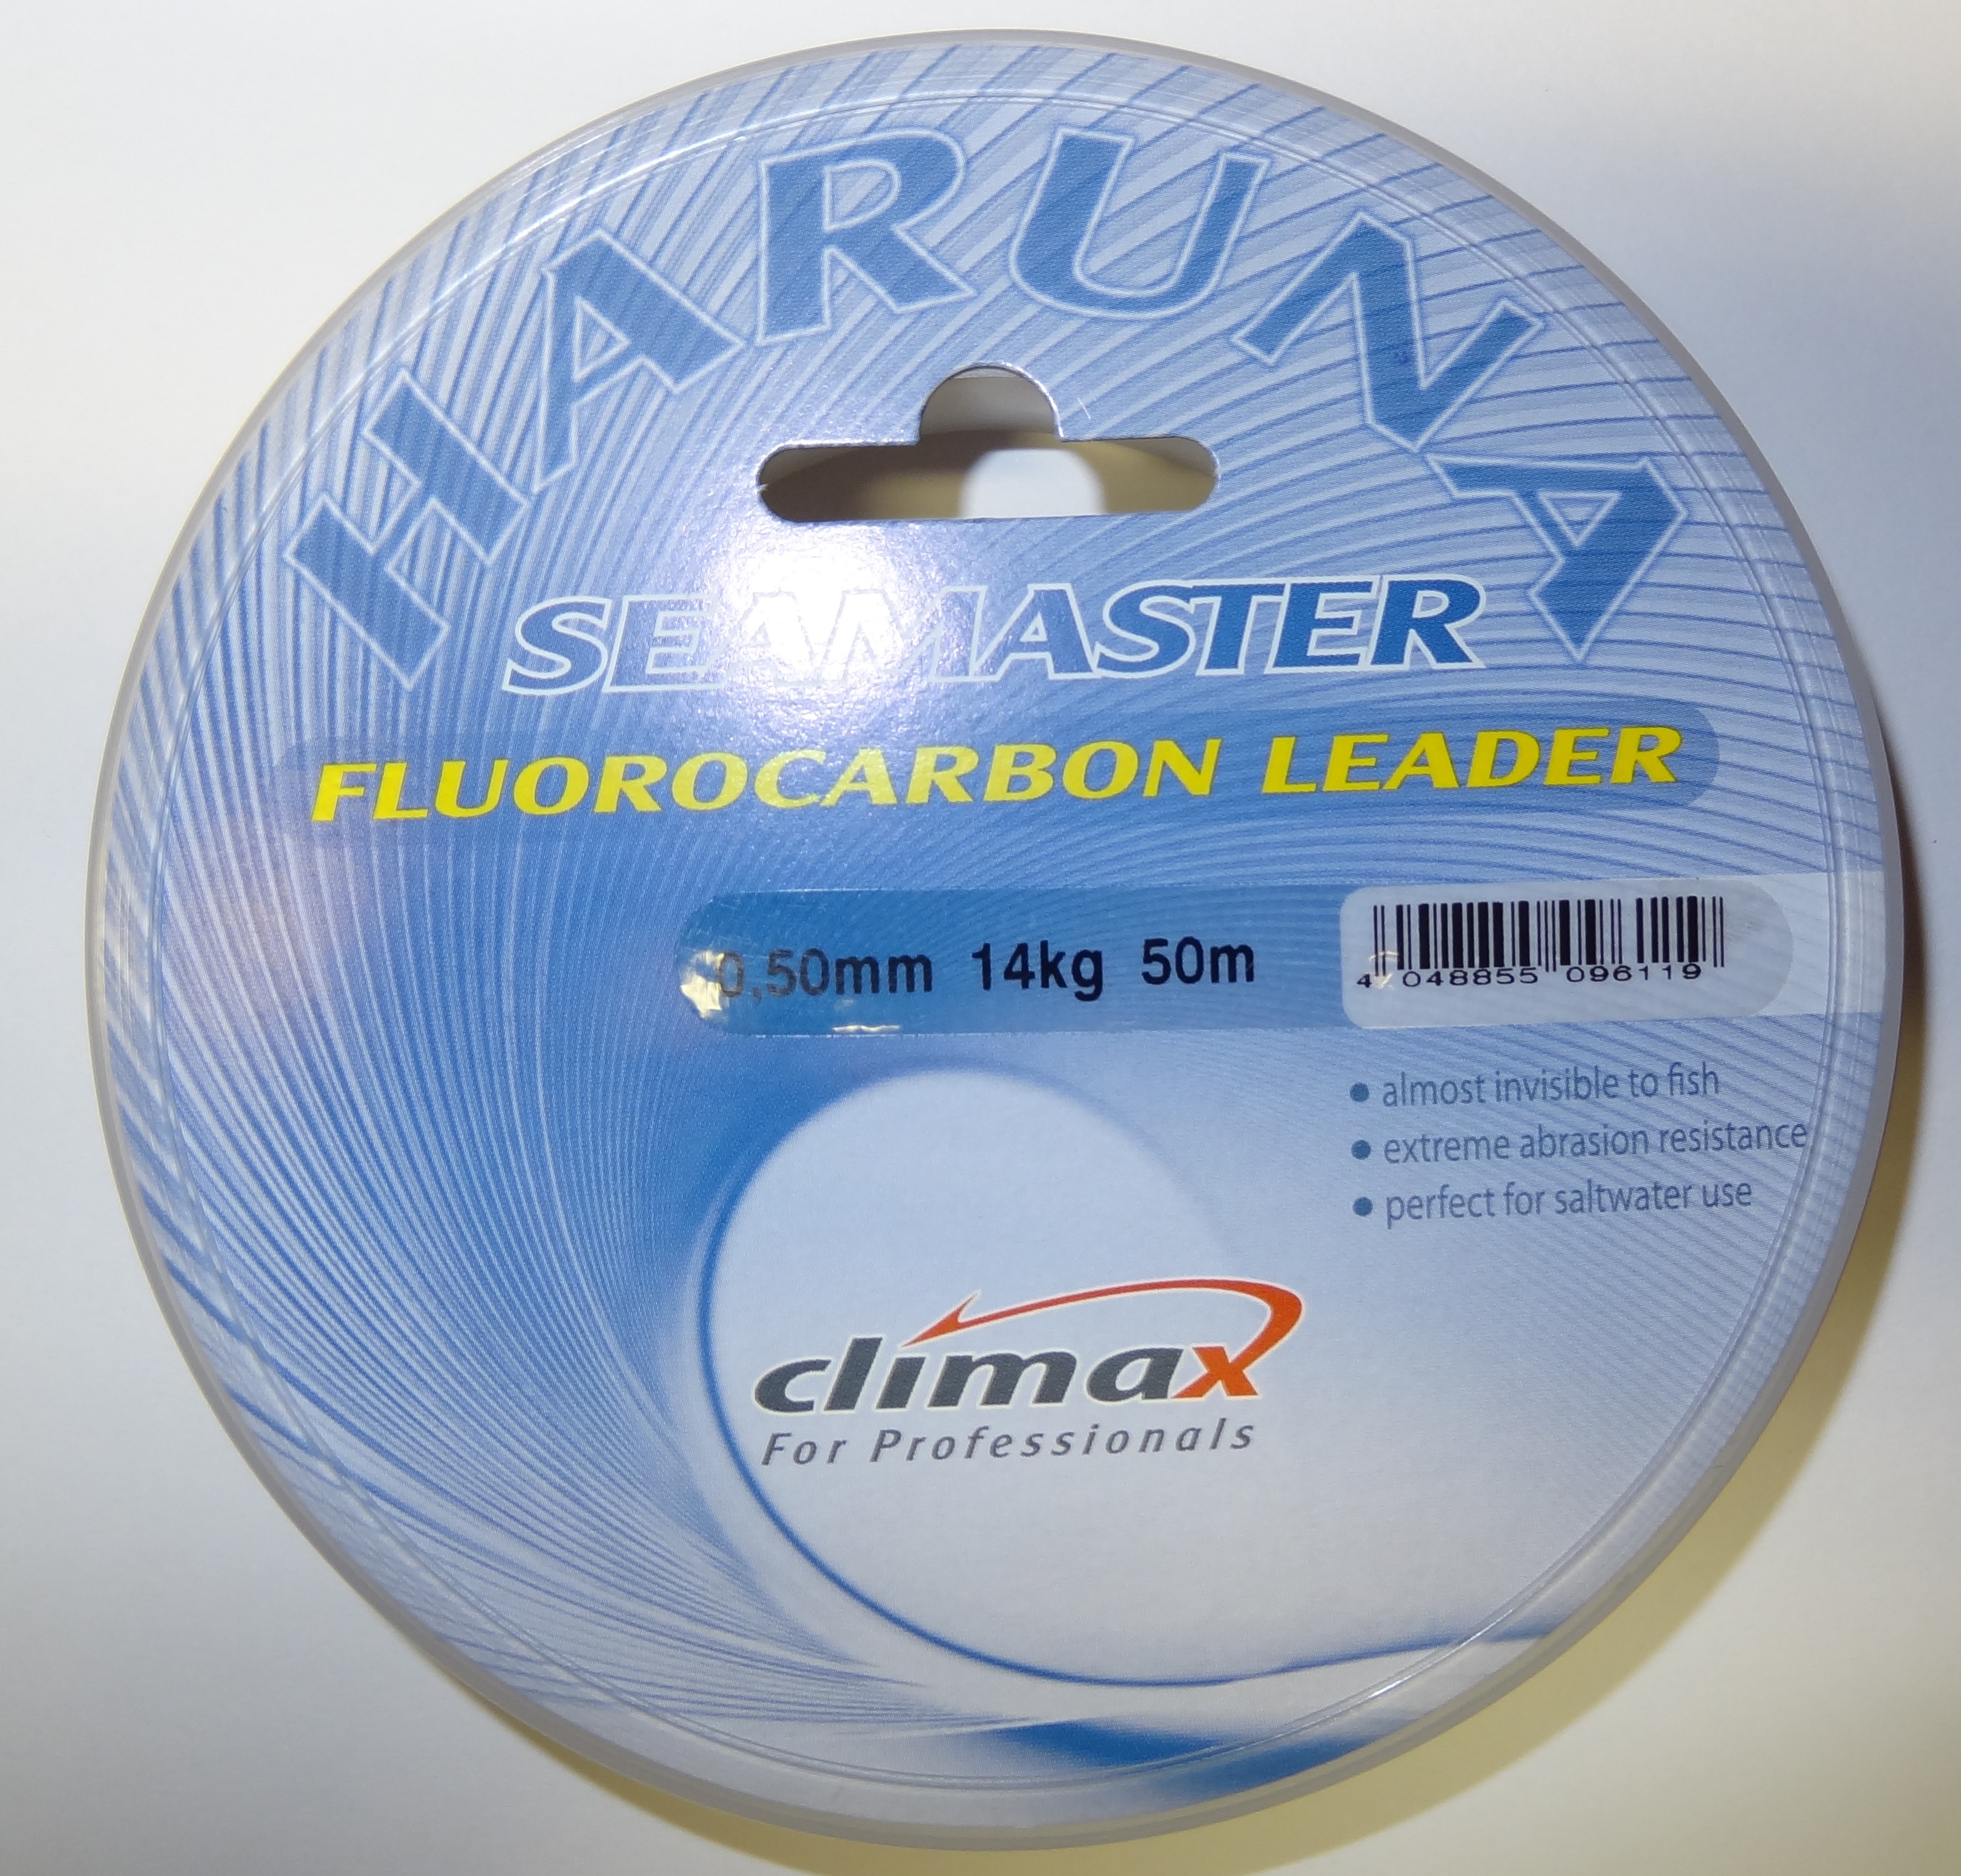 HARUNA
SEAMASTER
FLUOROCARBON LEADER
0,50mm 14kg 50m
4 048855 096119
• almost invisible to fish
• extreme abrasion resistance
• perfect for saltwater use
climax
For Professionals